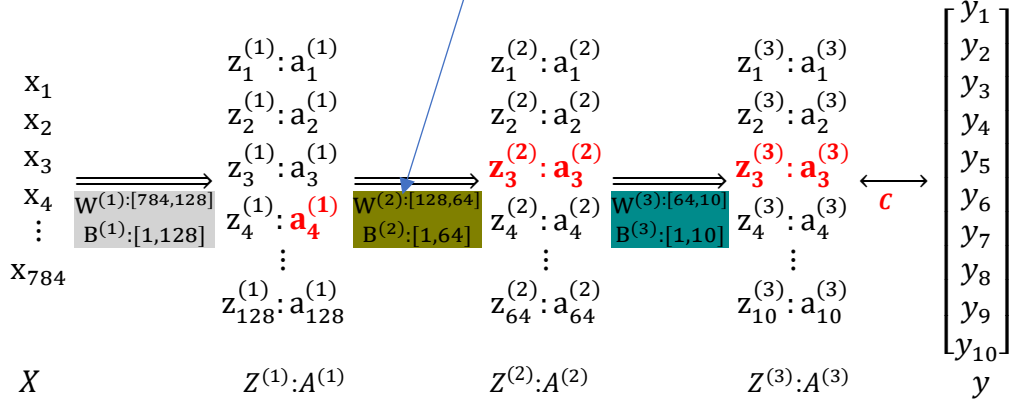 x₁
x₂
x₃
x₄
⋮
x₇₈₄
X
W⁽¹⁾:[784,128]
B⁽¹⁾:[1,128]
z₁⁽¹⁾: a₁⁽¹⁾
z₂⁽¹⁾: a₂⁽¹⁾
z₃⁽¹⁾: a₃⁽¹⁾
z₄⁽¹⁾: a₄⁽¹⁾
⋮
z₁₂₈⁽¹⁾: a₁₂₈⁽¹⁾
Z⁽¹⁾:A⁽¹⁾
W⁽²⁾:[128,64]
B⁽²⁾:[1,64]
z₁⁽²⁾: a₁⁽²⁾
z₂⁽²⁾: a₂⁽²⁾
z₃⁽²⁾: a₃⁽²⁾
z₄⁽²⁾: a₄⁽²⁾
⋮
z₆₄⁽²⁾: a₆₄⁽²⁾
Z⁽²⁾:A⁽²⁾
W⁽³⁾:[64,10]
B⁽³⁾:[1,10]
z₁⁽³⁾: a₁⁽³⁾
z₂⁽³⁾: a₂⁽³⁾
z₃⁽³⁾: a₃⁽³⁾
z₄⁽³⁾: a₄⁽³⁾
⋮
z₁₀⁽³⁾: a₁₀⁽³⁾
Z⁽³⁾:A⁽³⁾
C
y₁
y₂
y₃
y₄
y₅
y₆
y₇
y₈
y₉
y₁₀
y